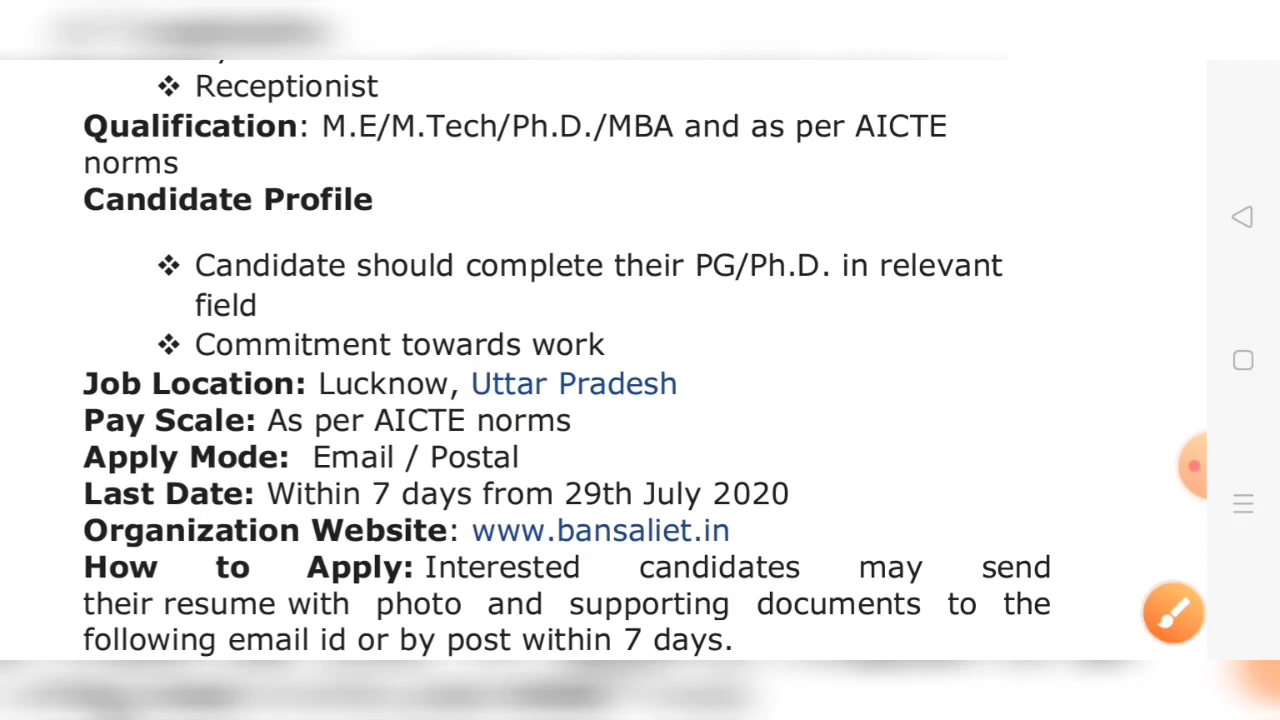 ❖ Receptionist
Qualification: M.E/M.Tech/Ph.D./MBA and as per AICTE
norms
Candidate Profile
❖ Candidate should complete their PG/Ph.D. in relevant
field
❖ Commitment towards work
Job Location: Lucknow, Uttar Pradesh
Pay Scale: As per AICTE norms
Apply Mode: Email / Postal
Last Date: Within 7 days from 29th July 2020
Organization Website: www.bansaliet.in
How to Apply: Interested candidates may send
their resume with photo and supporting documents to the
following email id or by post within 7 days.